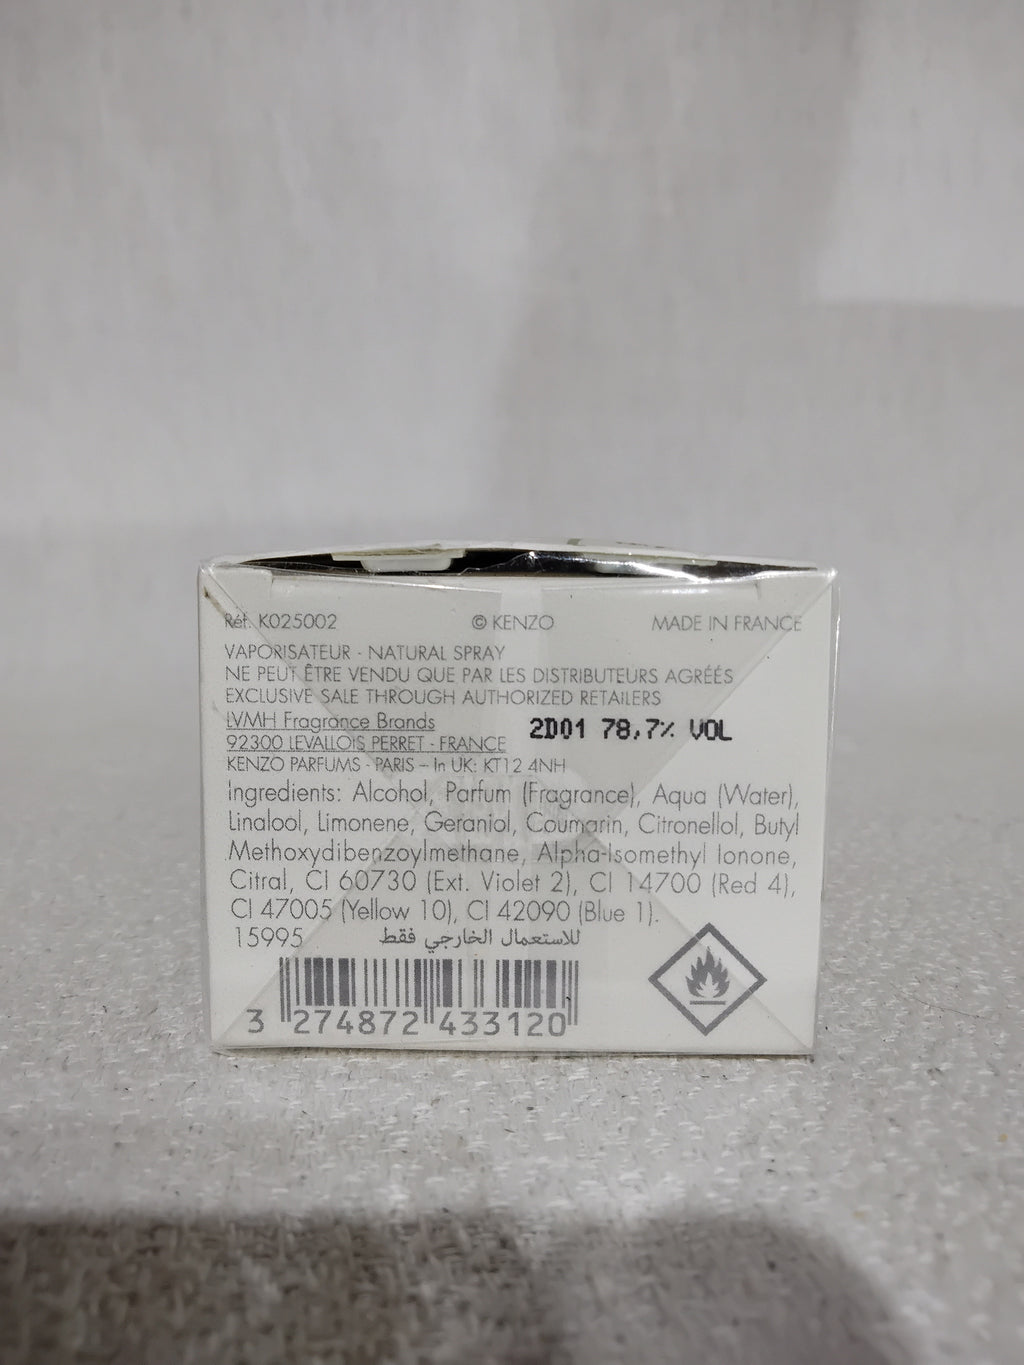 Réf. K025002 © KENZO MADE IN FRANCE
VAPORISATEUR - NATURAL SPRAY
NE PEUT ÊTRE VENDU QUE PAR LES DISTRIBUTEURS AGRÉÉS
EXCLUSIVE SALE THROUGH AUTHORIZED RETAILERS
LVMH Fragrance Brands
2D01 78,7% VOL
92300 LEVALLOIS PERRET - FRANCE
KENZO PARFUMS - PARIS – In UK: KT12 4NH
Ingredients: Alcohol, Parfum (Fragrance), Aqua (Water),
Linalool, Limonene, Geraniol, Coumarin, Citronellol, Butyl
Methoxydibenzoylmethane, Alpha-Isomethyl Ionone,
Citral, CI 60730 (Ext. Violet 2), CI 14700 (Red 4),
CI 47005 (Yellow 10), CI 42090 (Blue 1).
15995 للاستعمال الخارجي فقط
3 274872 433120